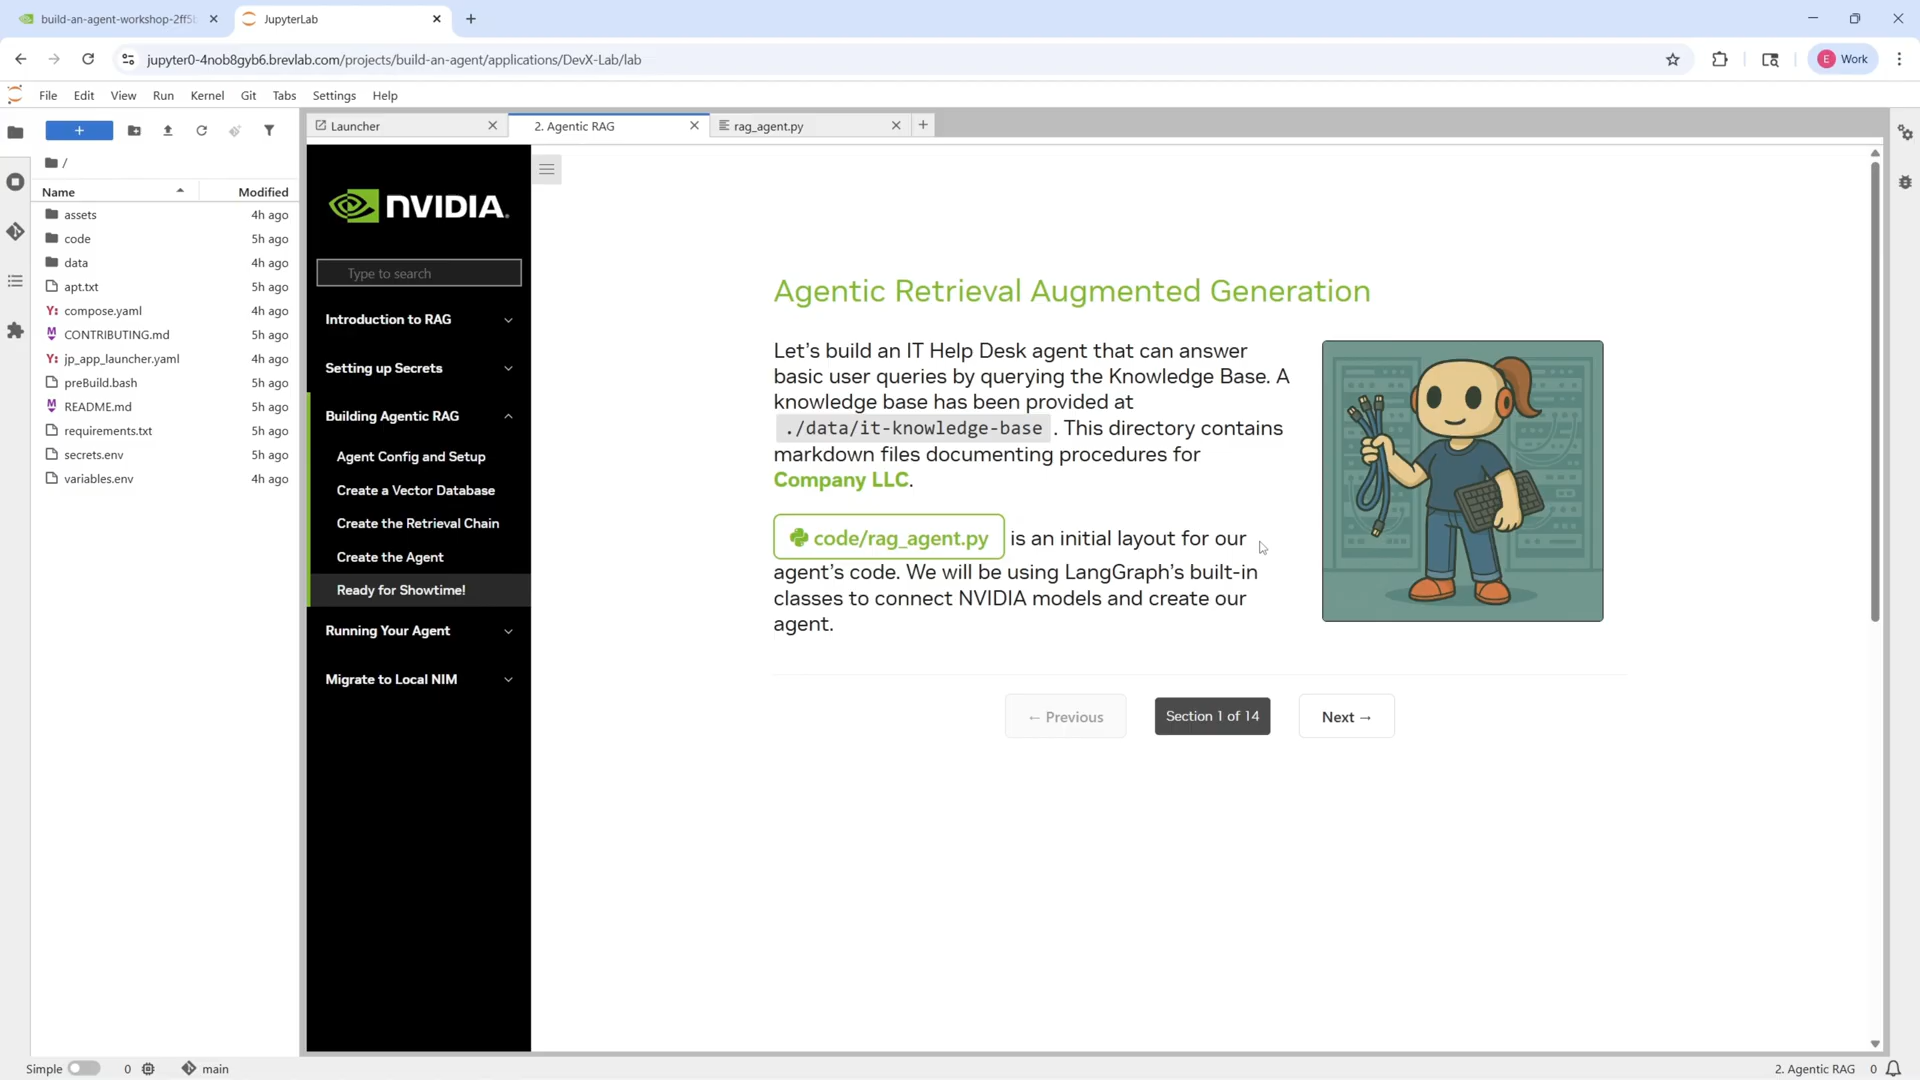 build-an-agent-workshop-2ff5b
JupyterLab
jupyter0-4nob8gyb6.brevlab.com/projects/build-an-agent/applications/DevX-Lab/lab
E Work
File Edit View Run Kernel Git Tabs Settings Help
Launcher
2. Agentic RAG
rag_agent.py
/
Name Modified
assets 4h ago
code 5h ago
data 4h ago
apt.txt 5h ago
Y: compose.yaml 4h ago
M CONTRIBUTING.md 5h ago
Y: jp_app_launcher.yaml 4h ago
preBuild.bash 5h ago
M README.md 5h ago
requirements.txt 5h ago
secrets.env 5h ago
variables.env 4h ago
NVIDIA.
Type to search
Introduction to RAG
Setting up Secrets
Building Agentic RAG
Agent Config and Setup
Create a Vector Database
Create the Retrieval Chain
Create the Agent
Ready for Showtime!
Running Your Agent
Migrate to Local NIM
Agentic Retrieval Augmented Generation
Let's build an IT Help Desk agent that can answer
basic user queries by querying the Knowledge Base. A
knowledge base has been provided at
./data/it-knowledge-base . This directory contains
markdown files documenting procedures for
Company LLC.
code/rag_agent.py is an initial layout for our
agent's code. We will be using LangGraph's built-in
classes to connect NVIDIA models and create our
agent.
← Previous
Section 1 of 14
Next →
Simple 0 main
2. Agentic RAG 0